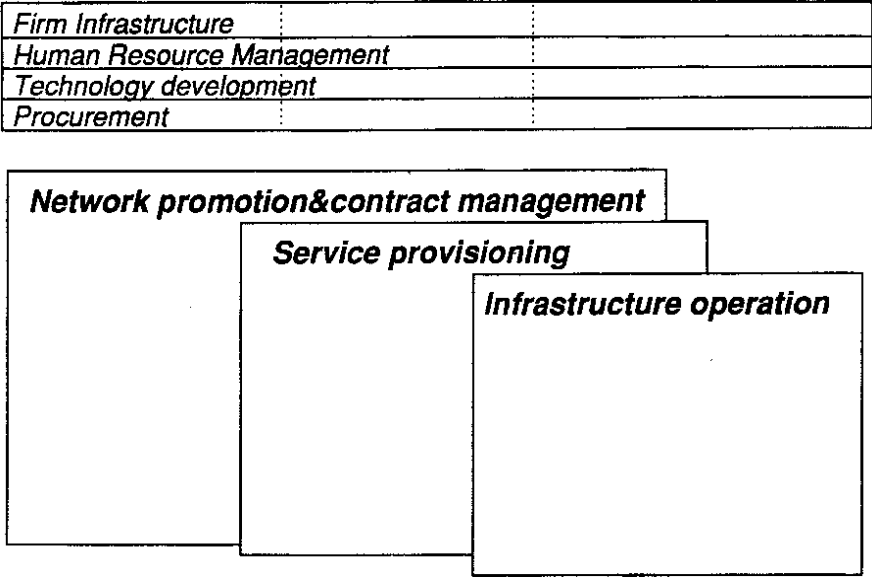 Firm Infrastructure
Human Resource Management
Technology development
Procurement
Network promotion&contract management
Service provisioning
Infrastructure operation